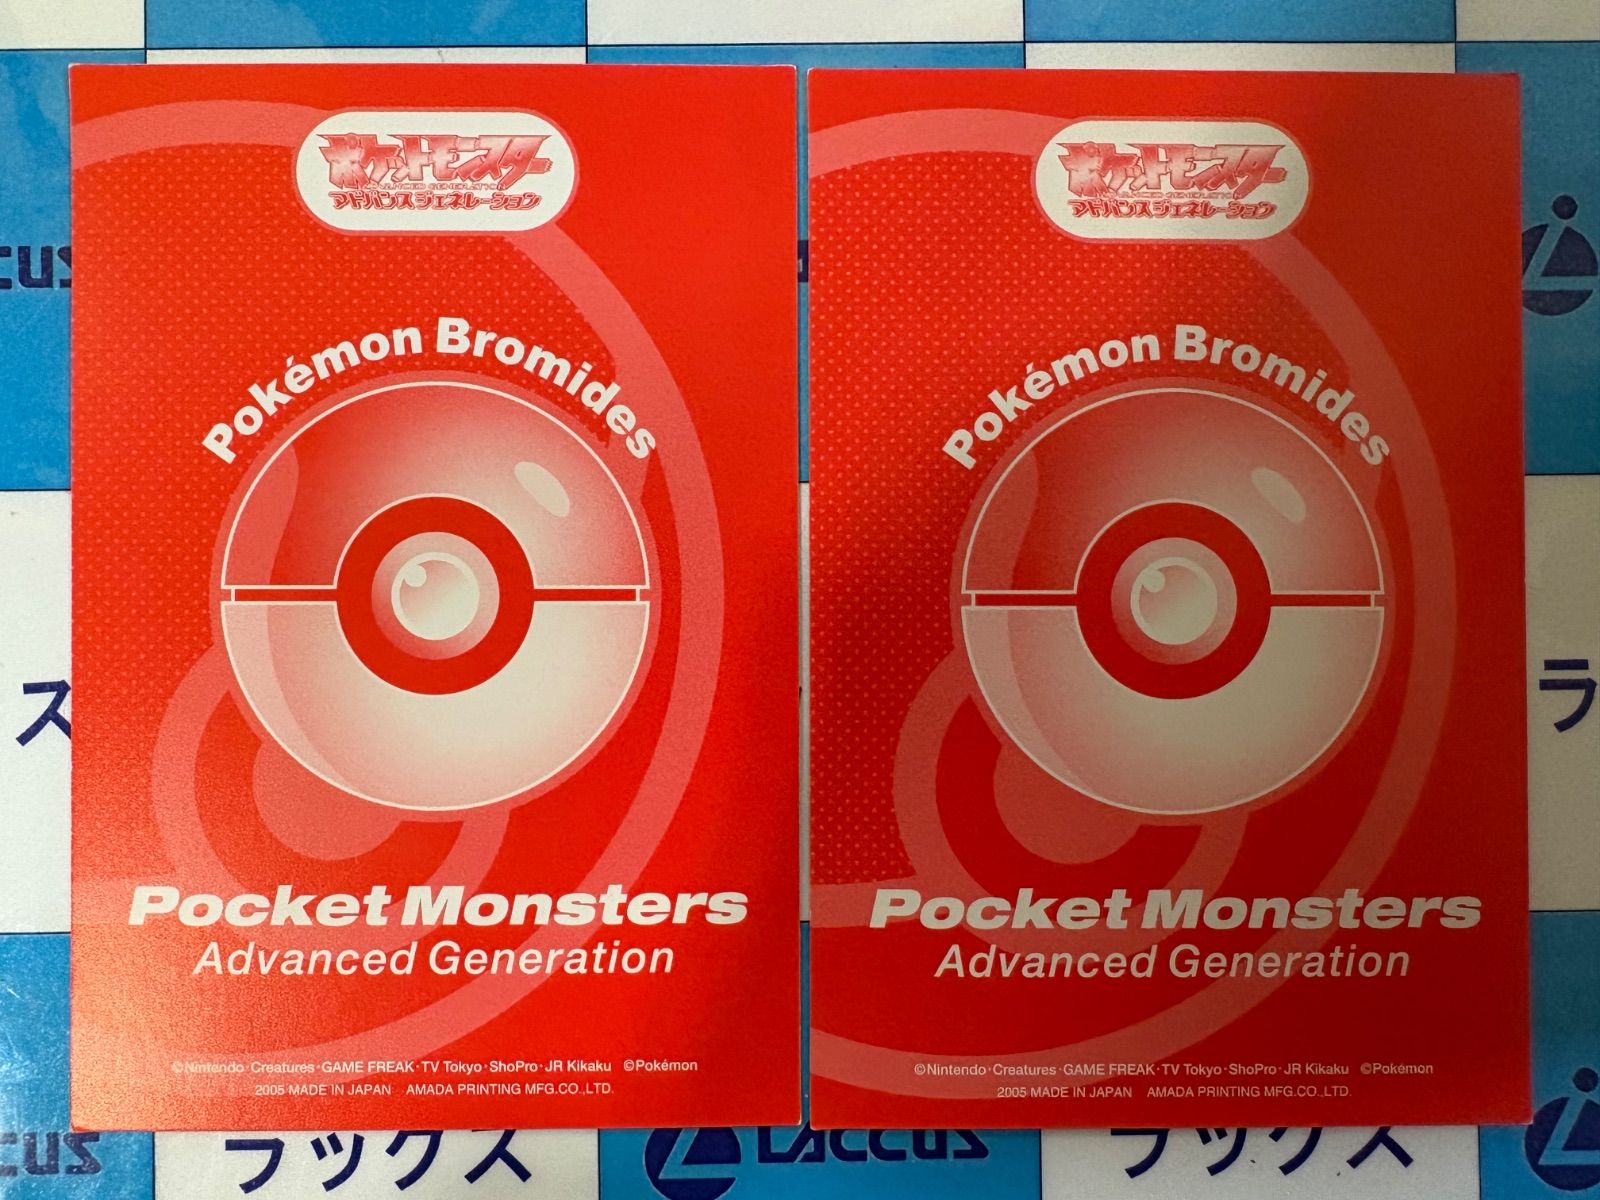 ポケットモンスター
ADVANCED GENERATION
アドバンスジェネレーション
Pokémon Bromides
Pocket Monsters
Advanced Generation
©Nintendo・Creatures・GAME FREAK・TV Tokyo・ShoPro・JR Kikaku ©Pokémon
2005 MADE IN JAPAN AMADA PRINTING MFG.CO.,LTD.
ポケットモンスター
ADVANCED GENERATION
アドバンスジェネレーション
Pokémon Bromides
Pocket Monsters
Advanced Generation
©Nintendo・Creatures・GAME FREAK・TV Tokyo・ShoPro・JR Kikaku ©Pokémon
2005 MADE IN JAPAN AMADA PRINTING MFG.CO.,LTD.
ccus
ス
ラ
ccus
ラックス
Laccus
ラックス